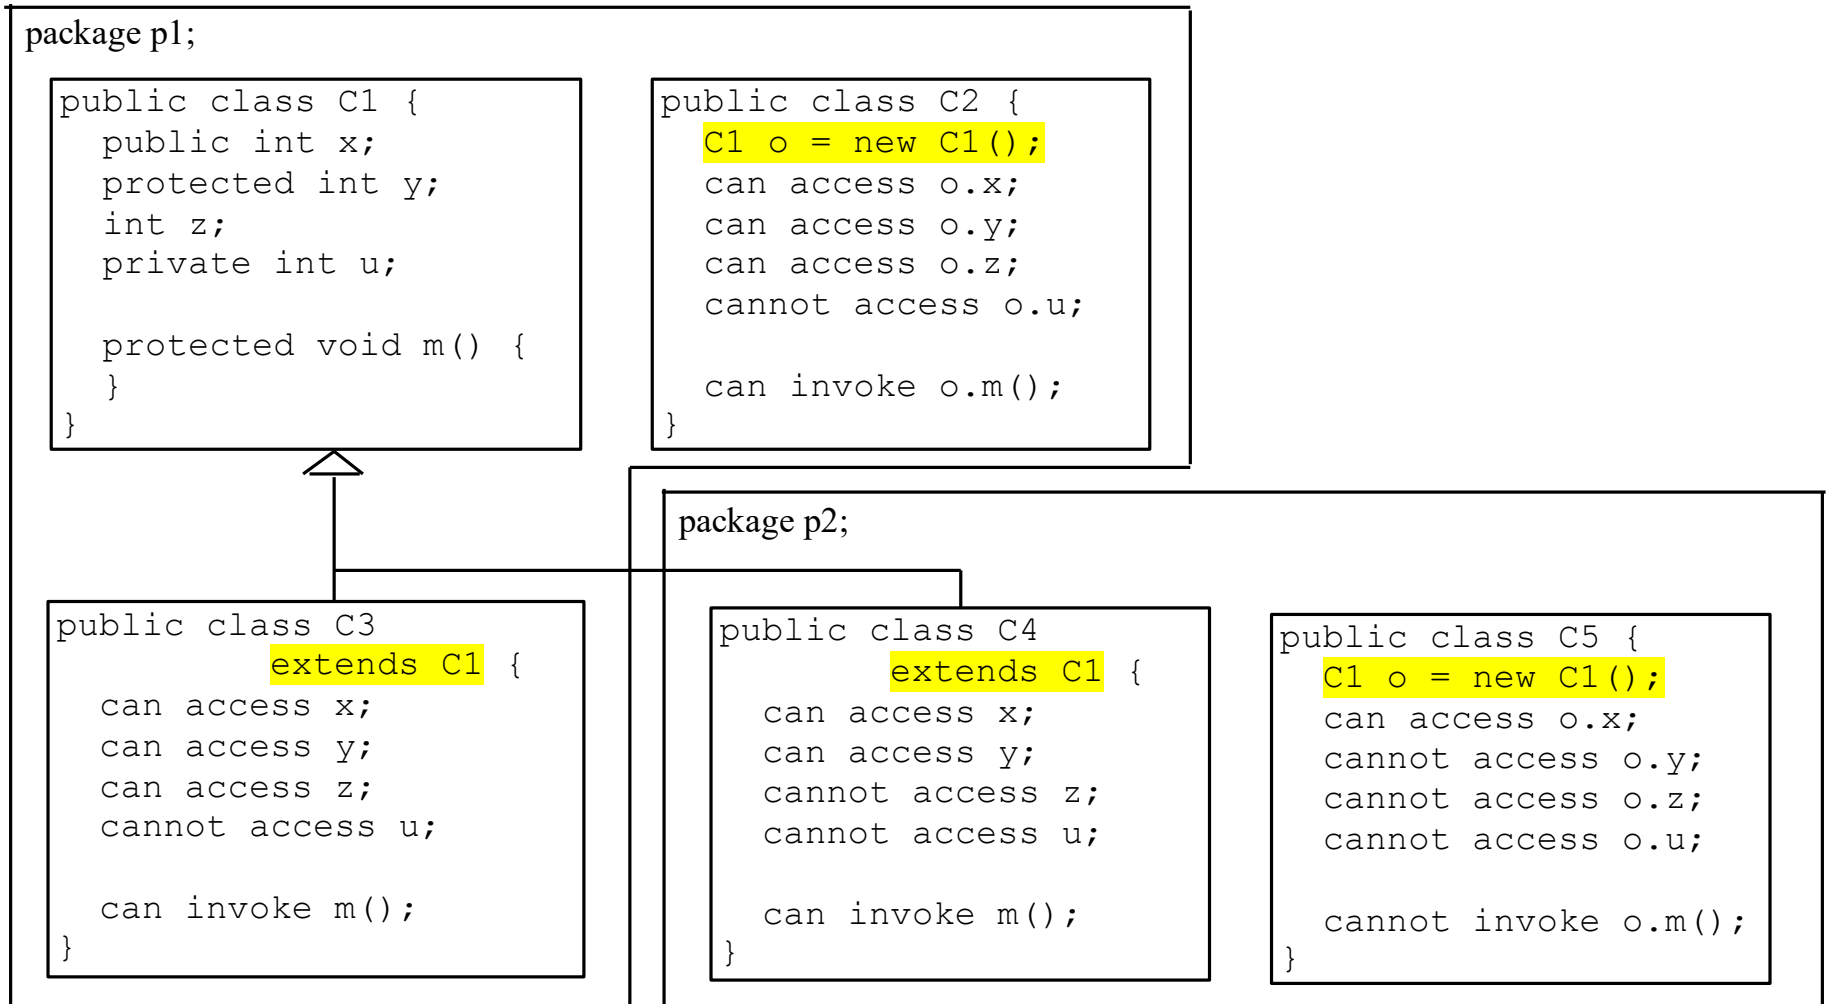 package p1;
public class C1 {
public int x;
protected int y;
int z;
private int u;
protected void m() {
}
}
public class C2 {
C1 o = new C1();
can access o.x;
can access o.y;
can access o.z;
cannot access o.u;
can invoke o.m();
}
public class C3
extends C1 {
can access x;
can access y;
can access z;
cannot access u;
can invoke m();
}
package p2;
public class C4
extends C1 {
can access x;
can access y;
cannot access z;
cannot access u;
can invoke m();
}
public class C5 {
C1 o = new C1();
can access o.x;
cannot access o.y;
cannot access o.z;
cannot access o.u;
cannot invoke o.m();
}